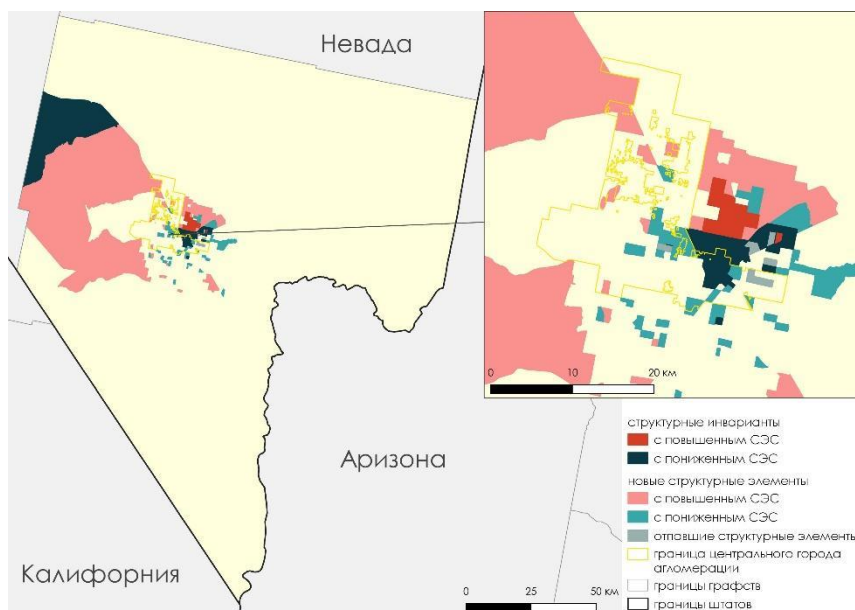 Невада
Аризона
Калифорния
0 25 50 км
0 10 20 км
структурные инварианты
с повышенным СЭС
с пониженным СЭС
новые структурные элементы
с повышенным СЭС
с пониженным СЭС
отпавшие структурные элементы
граница центрального города
агломерации
границы графств
границы штатов